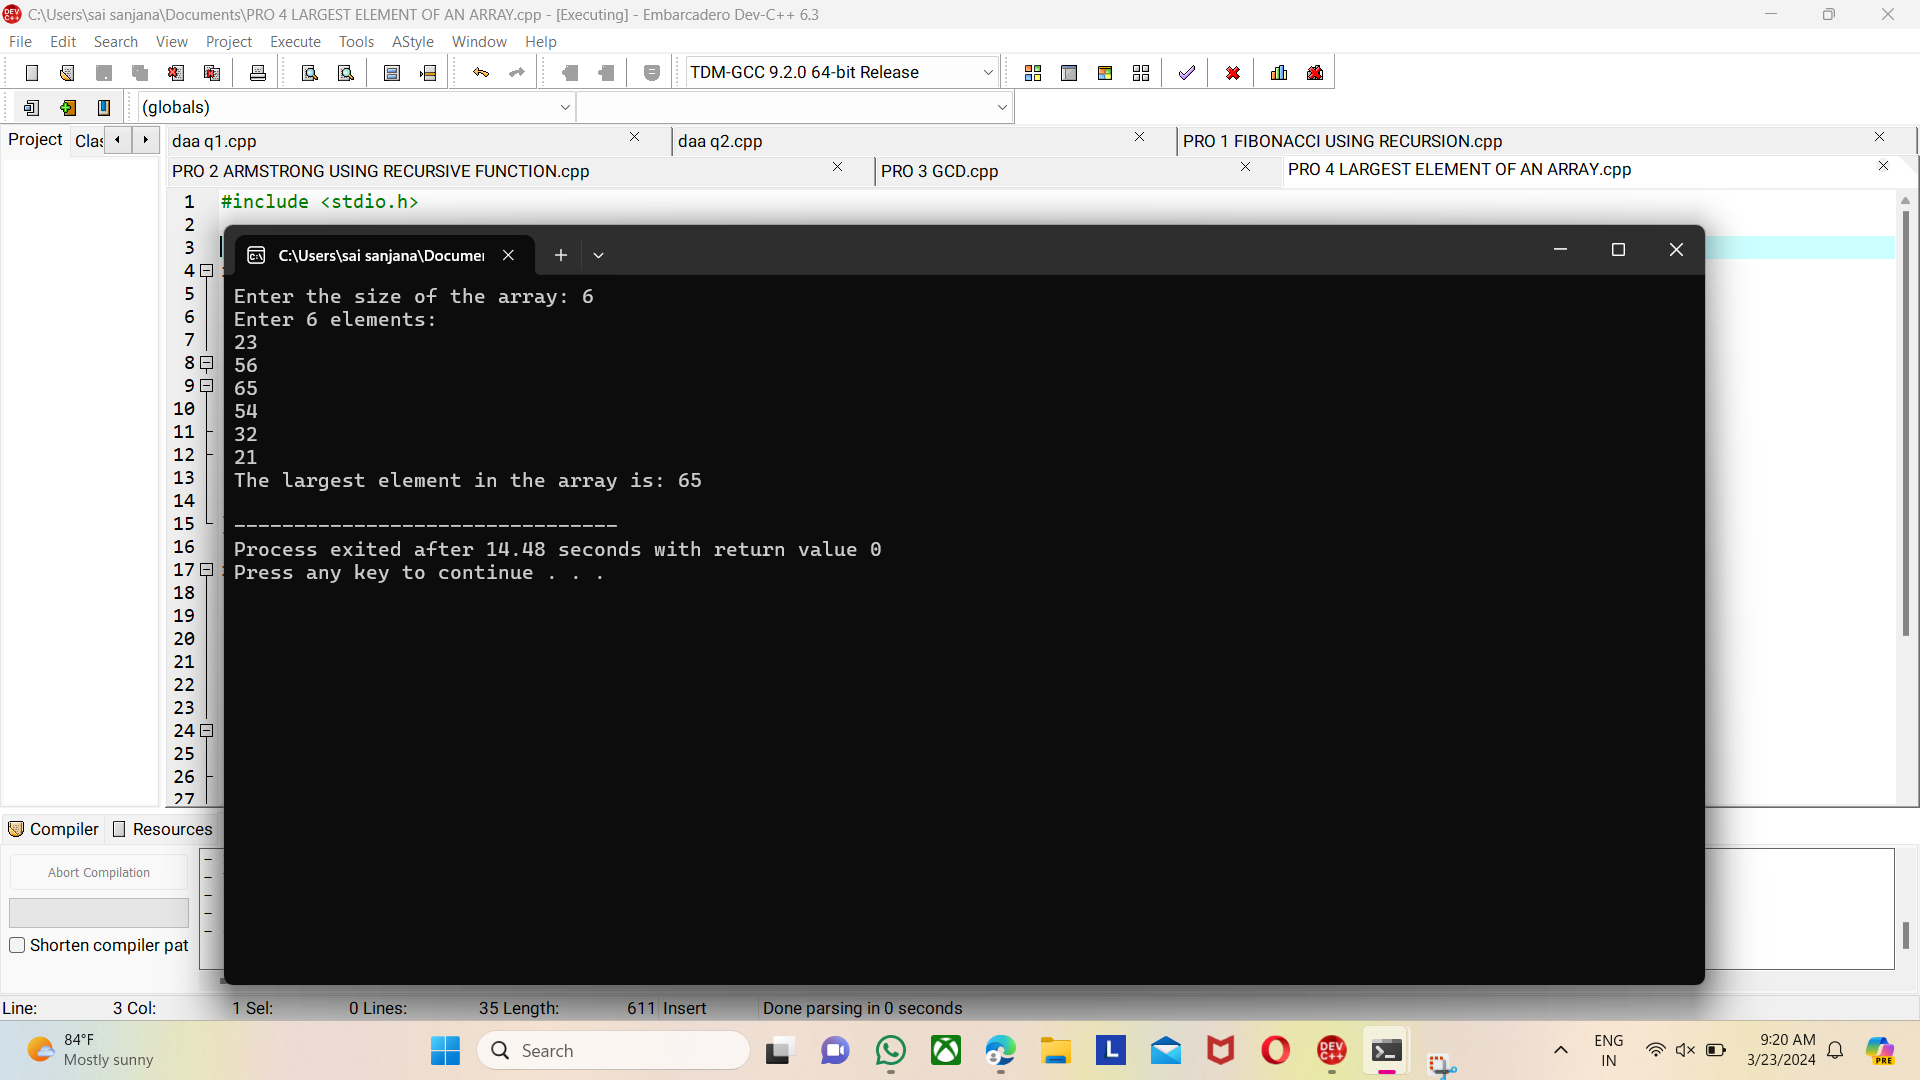 C:\Users\sai sanjana\Documents\PRO 4 LARGEST ELEMENT OF AN ARRAY.cpp - [Executing] - Embarcadero Dev-C++ 6.3
File Edit Search View Project Execute Tools AStyle Window Help
TDM-GCC 9.2.0 64-bit Release
(globals)
Project Clas
daa q1.cpp daa q2.cpp PRO 1 FIBONACCI USING RECURSION.cpp
PRO 2 ARMSTRONG USING RECURSIVE FUNCTION.cpp PRO 3 GCD.cpp PRO 4 LARGEST ELEMENT OF AN ARRAY.cpp
1 #include <stdio.h>
2
3
4
5
6
7
8
9
10
11
12
13
14
15
16
17
18
19
20
21
22
23
24
25
26
27
C:\Users\sai sanjana\Documer
Enter the size of the array: 6
Enter 6 elements:
23
56
65
54
32
21
The largest element in the array is: 65
--------------------------------
Process exited after 14.48 seconds with return value 0
Press any key to continue . . .
Compiler Resources
Abort Compilation
Shorten compiler pat
Line: 3 Col: 1 Sel: 0 Lines: 35 Length: 611 Insert Done parsing in 0 seconds
84°F
Mostly sunny
Search
L
DEV C++
ENG
IN
9:20 AM
3/23/2024
PRE